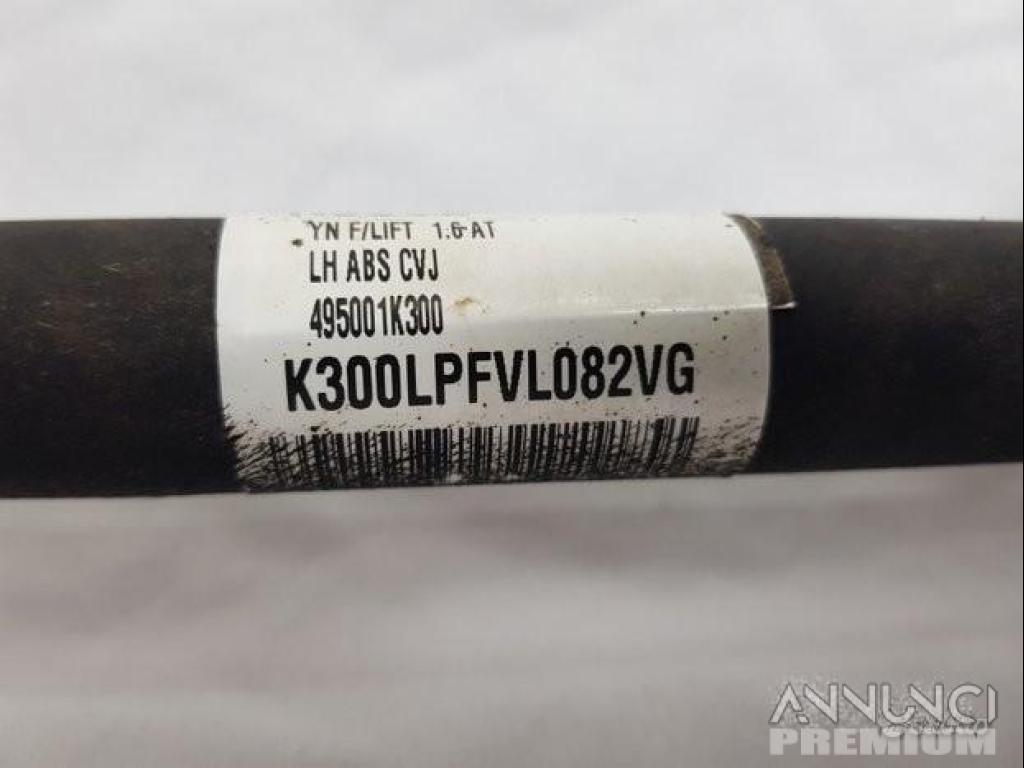 YN F/LIFT 1.6 AT
LH ABS CVJ
495001K300
K300LPFVL082VG
ANNUNCI
PREMIUM